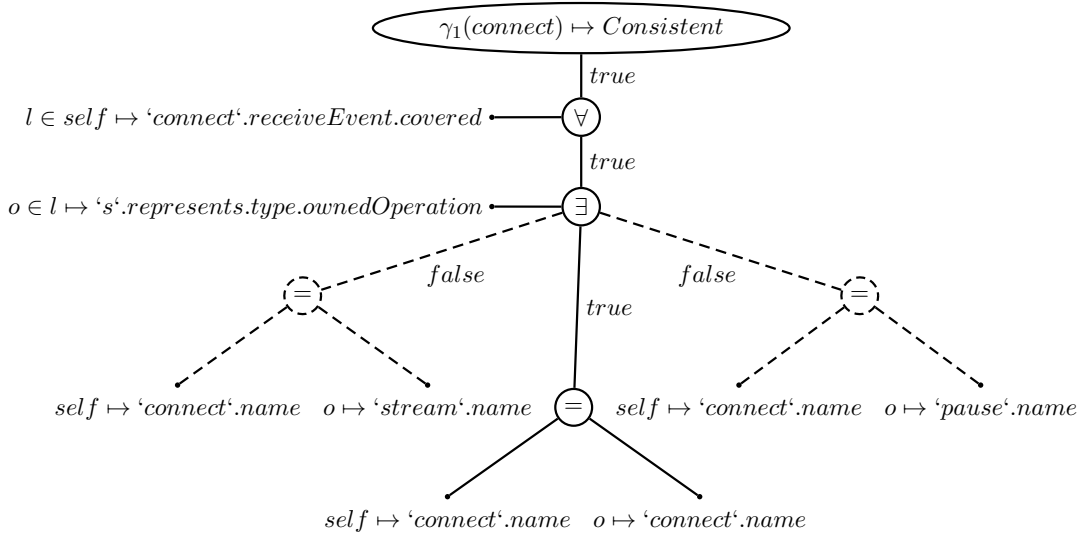 γ₁(connect) ↦ Consistent
true
l ∈ self ↦ ‘connect‘.receiveEvent.covered
∀
true
o ∈ l ↦ ‘s‘.represents.type.ownedOperation
∃
false
false
=
=
true
self ↦ ‘connect‘.name
o ↦ ‘stream‘.name
=
self ↦ ‘connect‘.name
o ↦ ‘pause‘.name
self ↦ ‘connect‘.name
o ↦ ‘connect‘.name